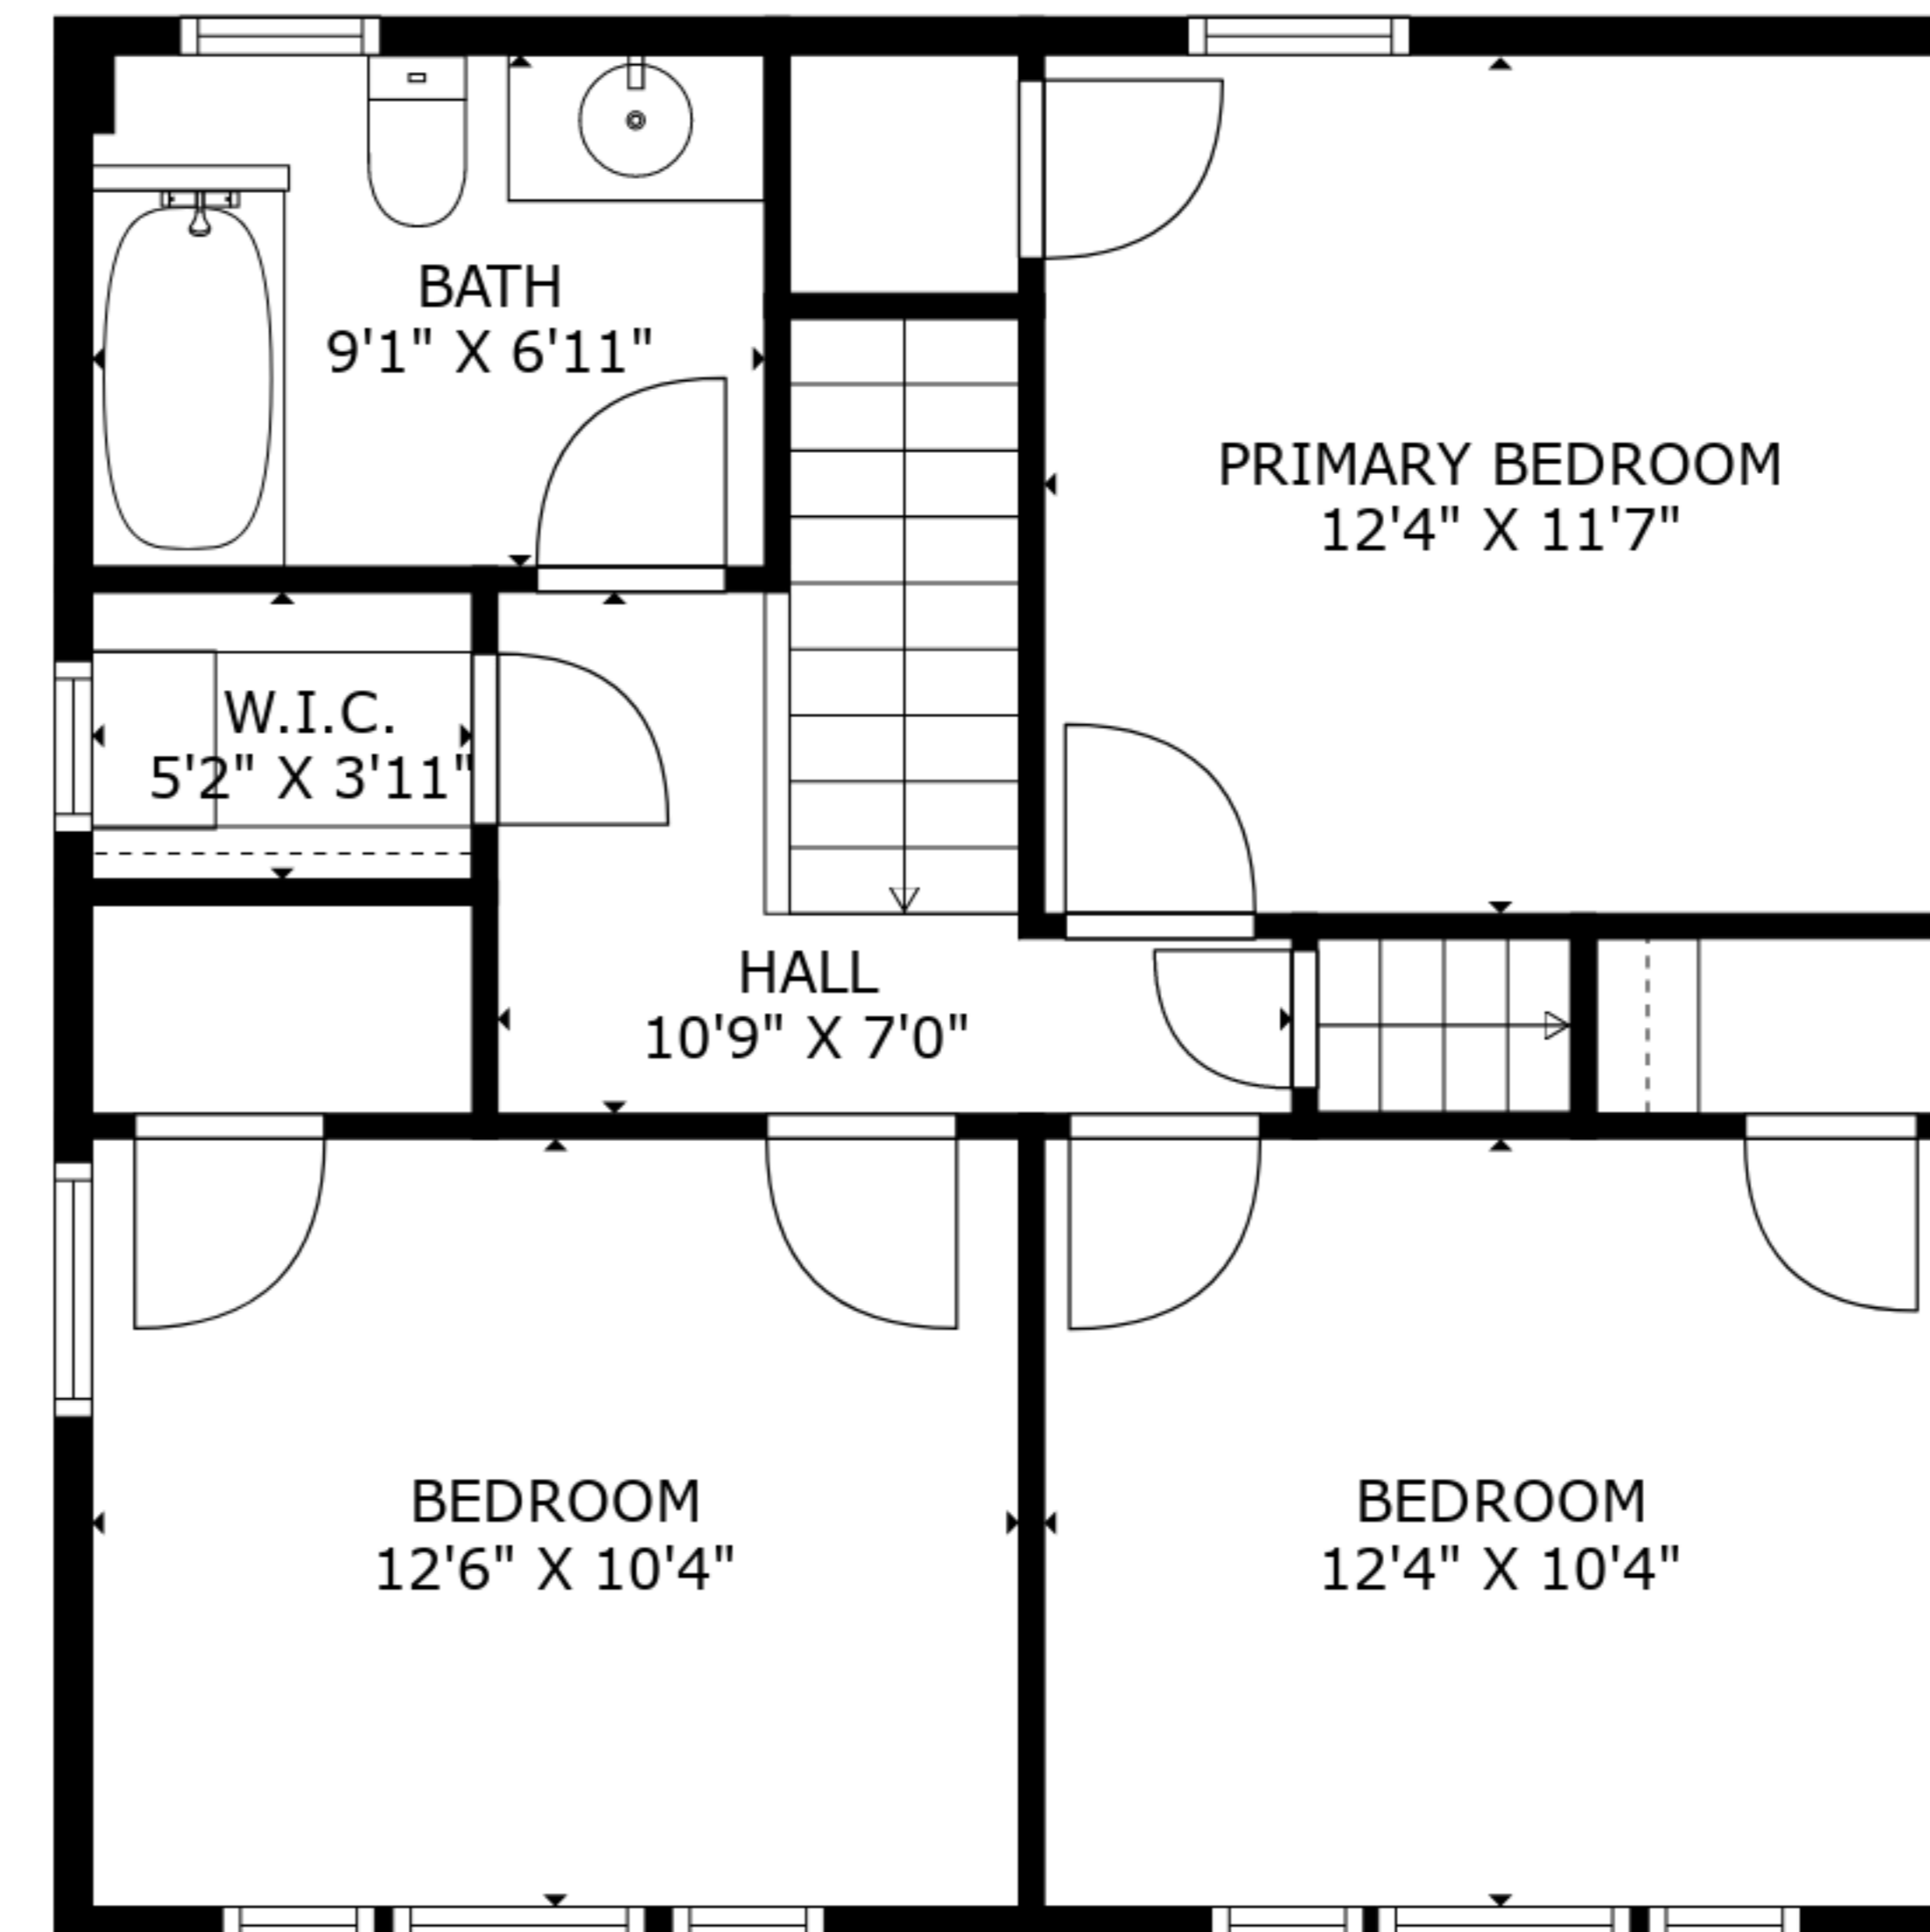 BATH
9'1" X 6'11"
PRIMARY BEDROOM
12'4" X 11'7"
W.I.C.
5'2" X 3'11"
HALL
10'9" X 7'0"
BEDROOM
12'6" X 10'4"
BEDROOM
12'4" X 10'4"